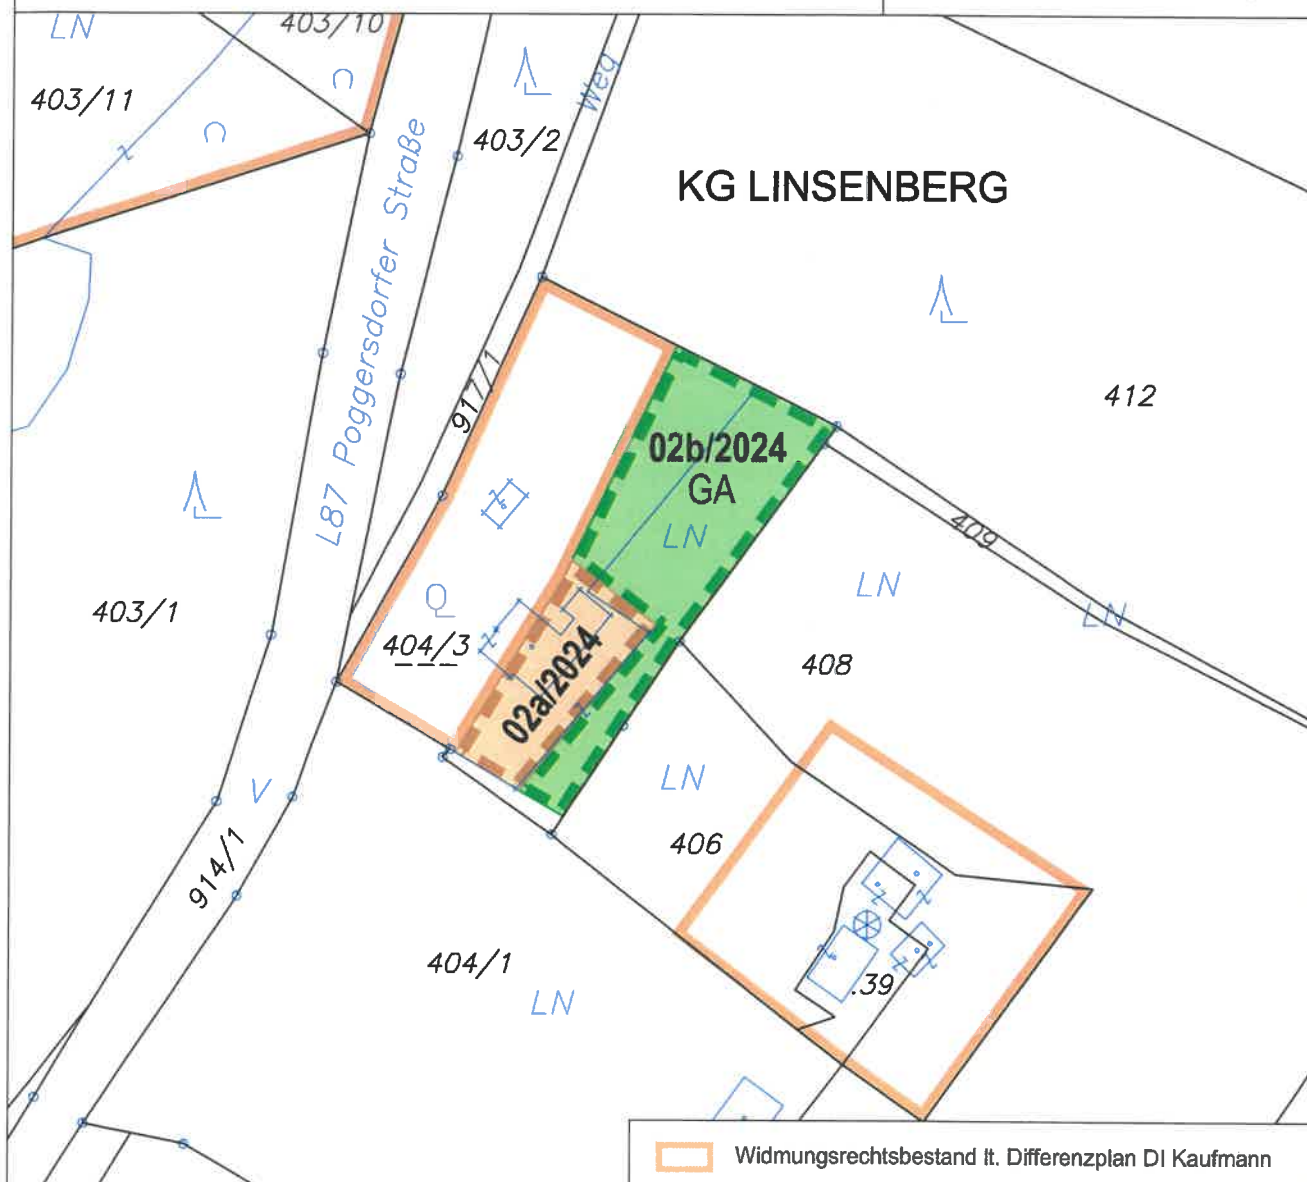 LN
403/10
403/11
403/2
Weg
KG LINSENBERG
L87 Poggersdorfer Straße
917/1
412
02b/2024
GA
LN
409
LN
LN
403/1
404/3
02a/2024
408
V
LN
914/1
406
404/1
LN
.39
Widmungsrechtsbestand lt. Differenzplan DI Kaufmann